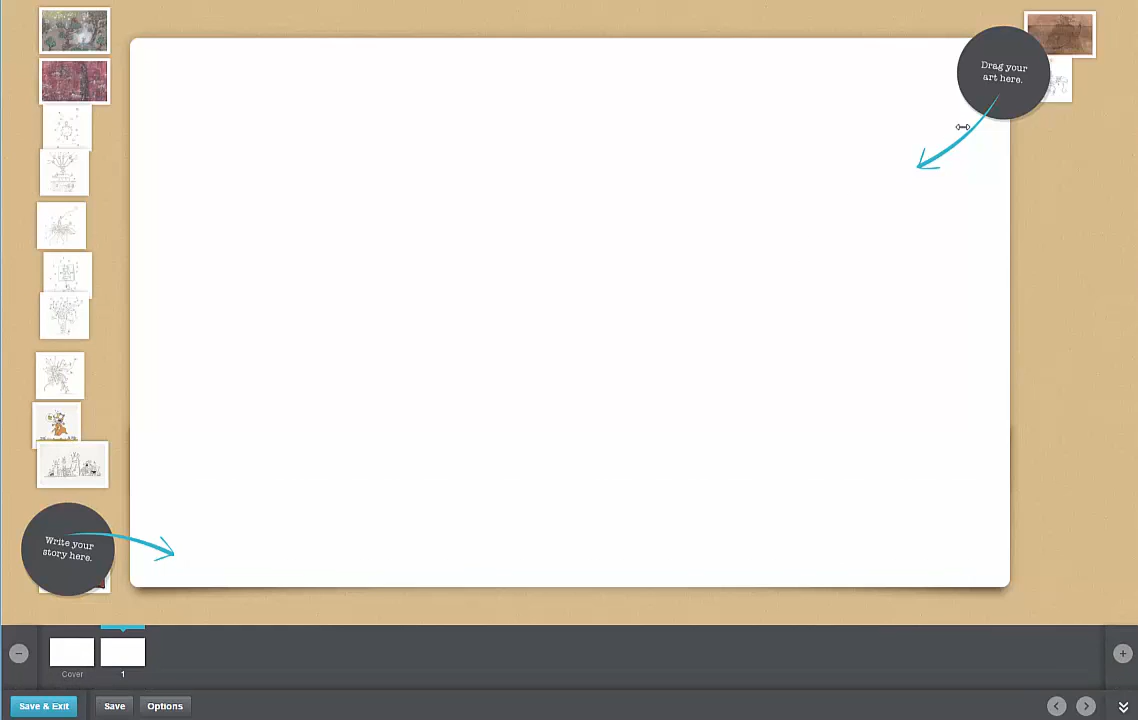 Drag your
art here.
Write your
story here.
Cover
1
Save & Exit
Save
Options